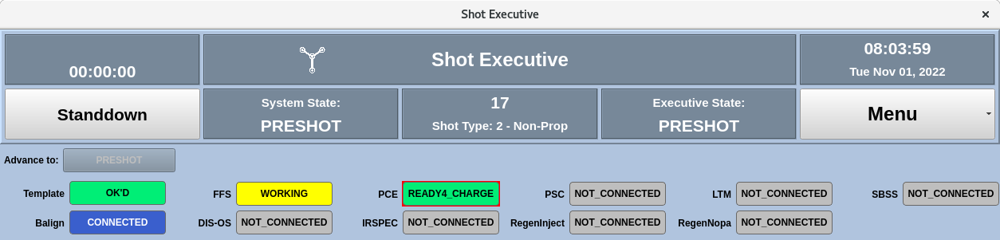 Shot Executive
×
00:00:00
Shot Executive
08:03:59
Tue Nov 01, 2022
Standdown
System State:
PRESHOT
17
Shot Type: 2 - Non-Prop
Executive State:
PRESHOT
Menu
Advance to: PRESHOT
Template OK'D FFS WORKING PCE READY4_CHARGE PSC NOT_CONNECTED LTM NOT_CONNECTED SBSS NOT_CONNECTED
Balign CONNECTED DIS-OS NOT_CONNECTED IRSPEC NOT_CONNECTED RegenInject NOT_CONNECTED RegenNopa NOT_CONNECTED